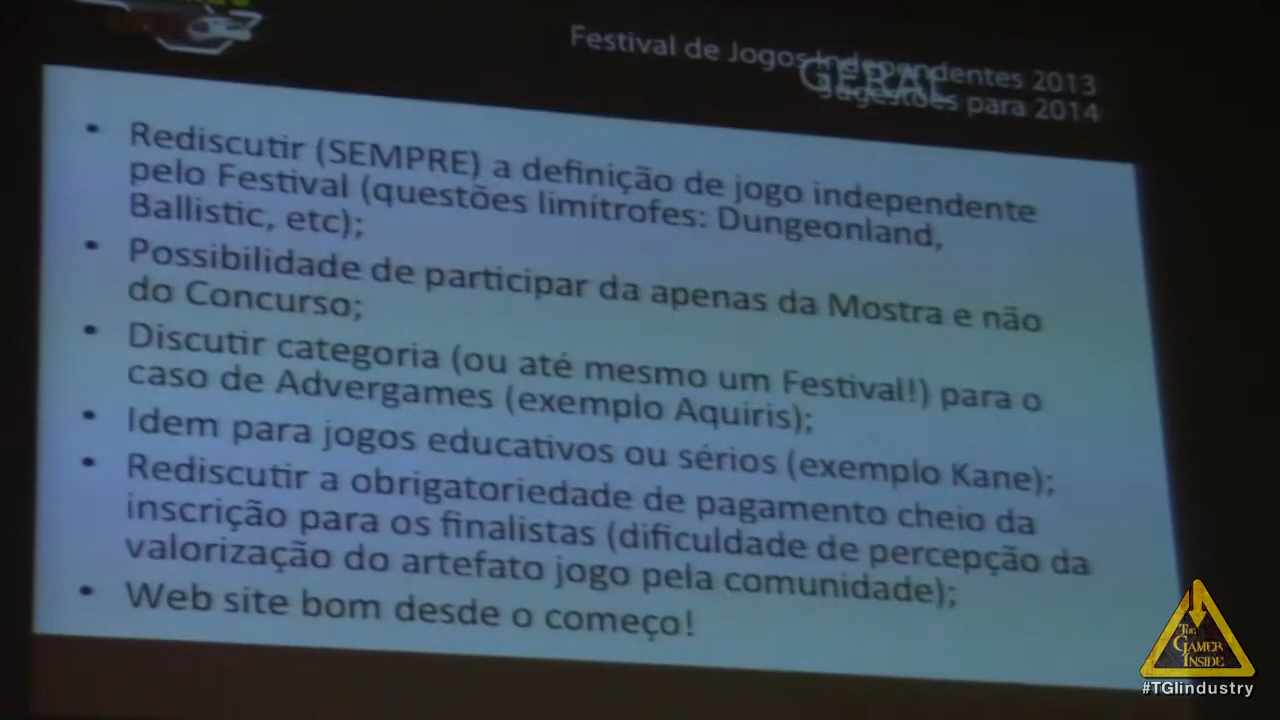 Festival de Jogos Independentes 2013
GERAL
Sugestões para 2014
• Rediscutir (SEMPRE) a definição de jogo independente
pelo Festival (questões limítrofes: Dungeonland,
Ballistic, etc);
• Possibilidade de participar da apenas da Mostra e não
do Concurso;
• Discutir categoria (ou até mesmo um Festival!) para o
caso de Advergames (exemplo Aquiris);
• Idem para jogos educativos ou sérios (exemplo Kane);
• Rediscutir a obrigatoriedade de pagamento cheio da
inscrição para os finalistas (dificuldade de percepção da
valorização do artefato jogo pela comunidade);
• Web site bom desde o começo!
THE
GAMER
INSIDE
#TGIindustry